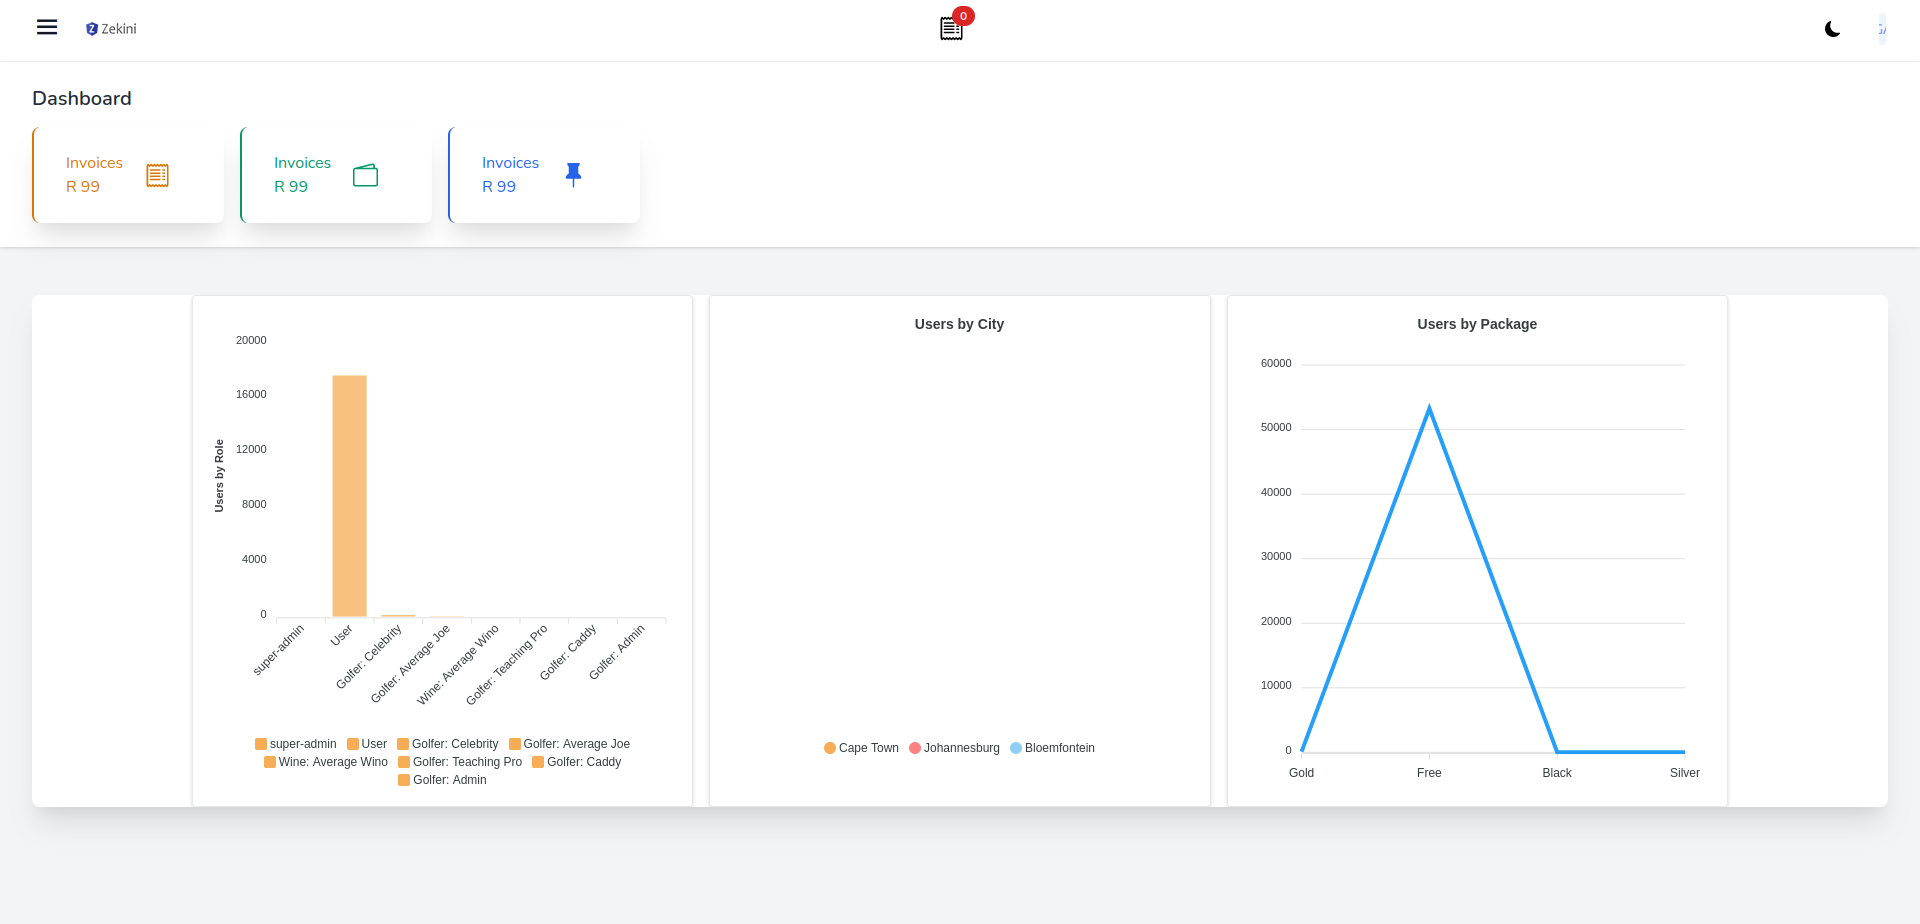 Zekini
0
Dashboard
Invoices
R 99
Invoices
R 99
Invoices
R 99
Users by Role
20000
16000
12000
8000
4000
0
super-admin
User
Golfer: Celebrity
Golfer: Average Joe
Wine: Average Wino
Golfer: Teaching Pro
Golfer: Caddy
Golfer: Admin
super-admin User Golfer: Celebrity Golfer: Average Joe
Wine: Average Wino Golfer: Teaching Pro Golfer: Caddy
Golfer: Admin
Users by City
Cape Town Johannesburg Bloemfontein
Users by Package
60000
50000
40000
30000
20000
10000
0
Gold Free Black Silver